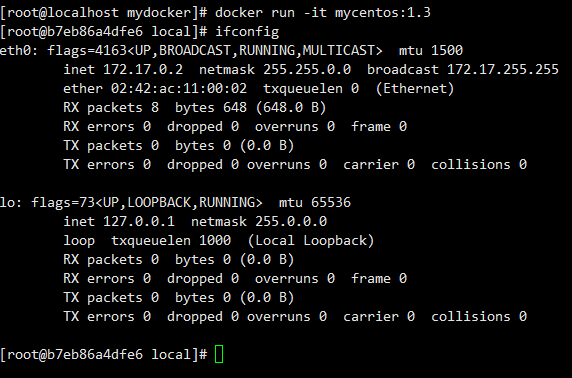 [root@localhost mydocker]# docker run -it mycentos:1.3
[root@b7eb86a4dfe6 local]# ifconfig
eth0: flags=4163<UP,BROADCAST,RUNNING,MULTICAST>  mtu 1500
        inet 172.17.0.2  netmask 255.255.0.0  broadcast 172.17.255.255
        ether 02:42:ac:11:00:02  txqueuelen 0  (Ethernet)
        RX packets 8  bytes 648 (648.0 B)
        RX errors 0  dropped 0  overruns 0  frame 0
        TX packets 0  bytes 0 (0.0 B)
        TX errors 0  dropped 0 overruns 0  carrier 0  collisions 0

lo: flags=73<UP,LOOPBACK,RUNNING>  mtu 65536
        inet 127.0.0.1  netmask 255.0.0.0
        loop  txqueuelen 1000  (Local Loopback)
        RX packets 0  bytes 0 (0.0 B)
        RX errors 0  dropped 0  overruns 0  frame 0
        TX packets 0  bytes 0 (0.0 B)
        TX errors 0  dropped 0 overruns 0  carrier 0  collisions 0

[root@b7eb86a4dfe6 local]#